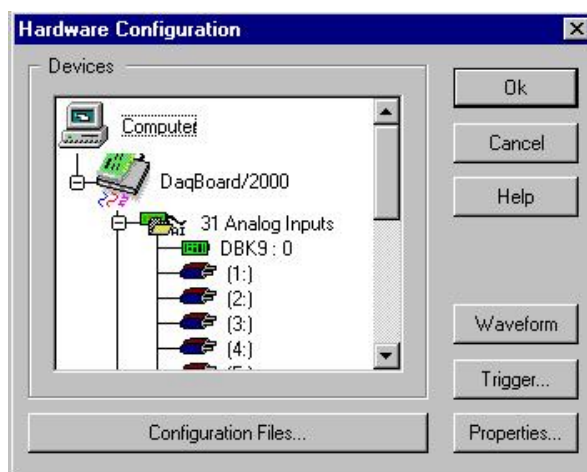 Hardware Configuration
Devices
Computer
DaqBoard/2000
31 Analog Inputs
DBK9 : 0
(1:)
(2:)
(3:)
(4:)
Ok
Cancel
Help
Waveform
Trigger...
Properties...
Configuration Files...